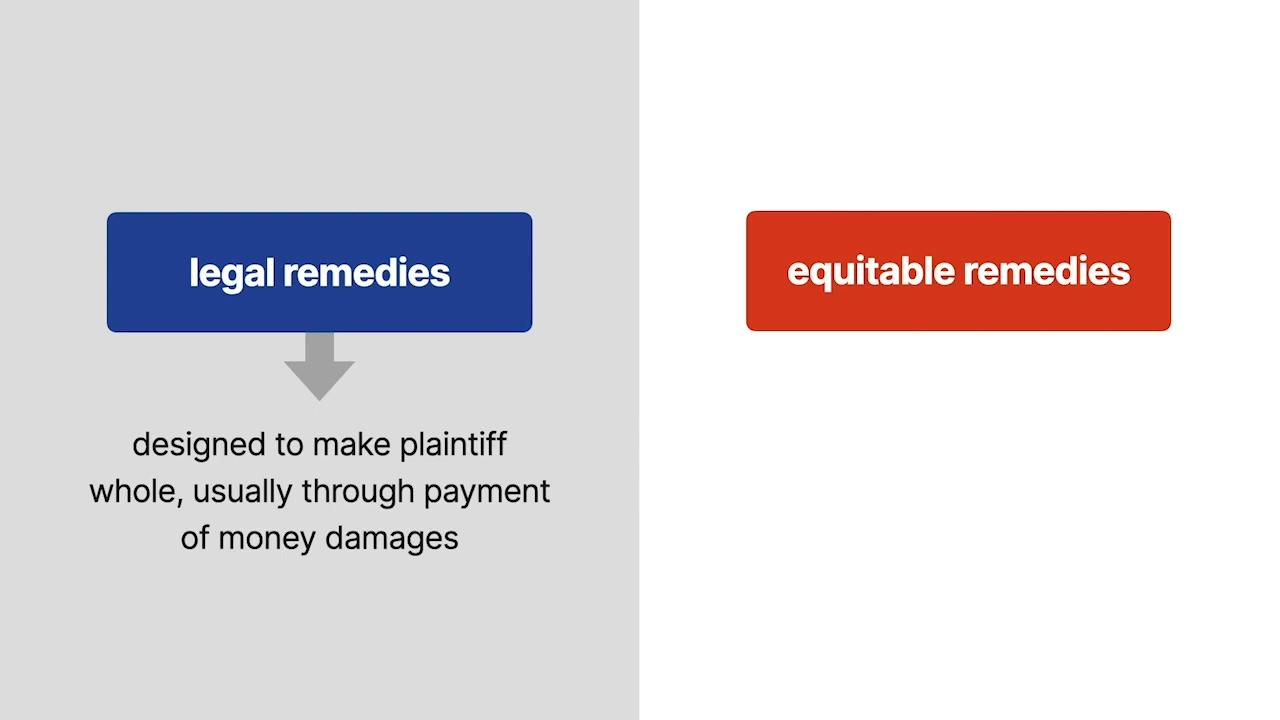 legal remedies
equitable remedies
designed to make plaintiff
whole, usually through payment
of money damages